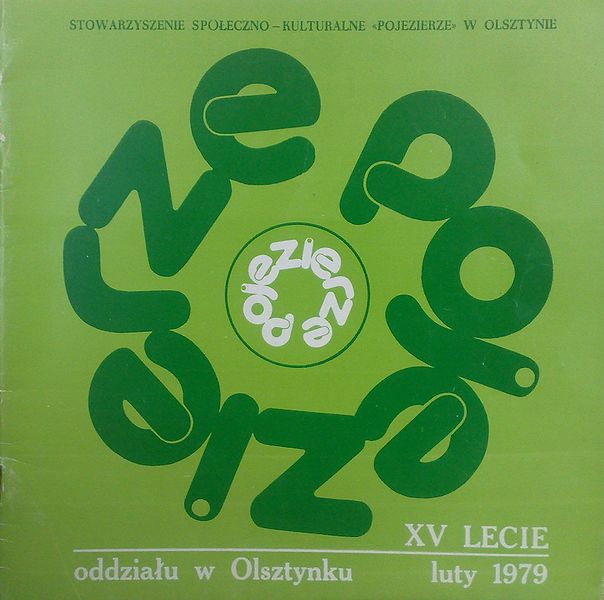 STOWARZYSZENIE SPOŁECZNO–KULTURALNE «POJEZIERZE» W OLSZTYNIE
pojezierze
pojezierze
XV LECIE
oddziału w Olsztynku luty 1979